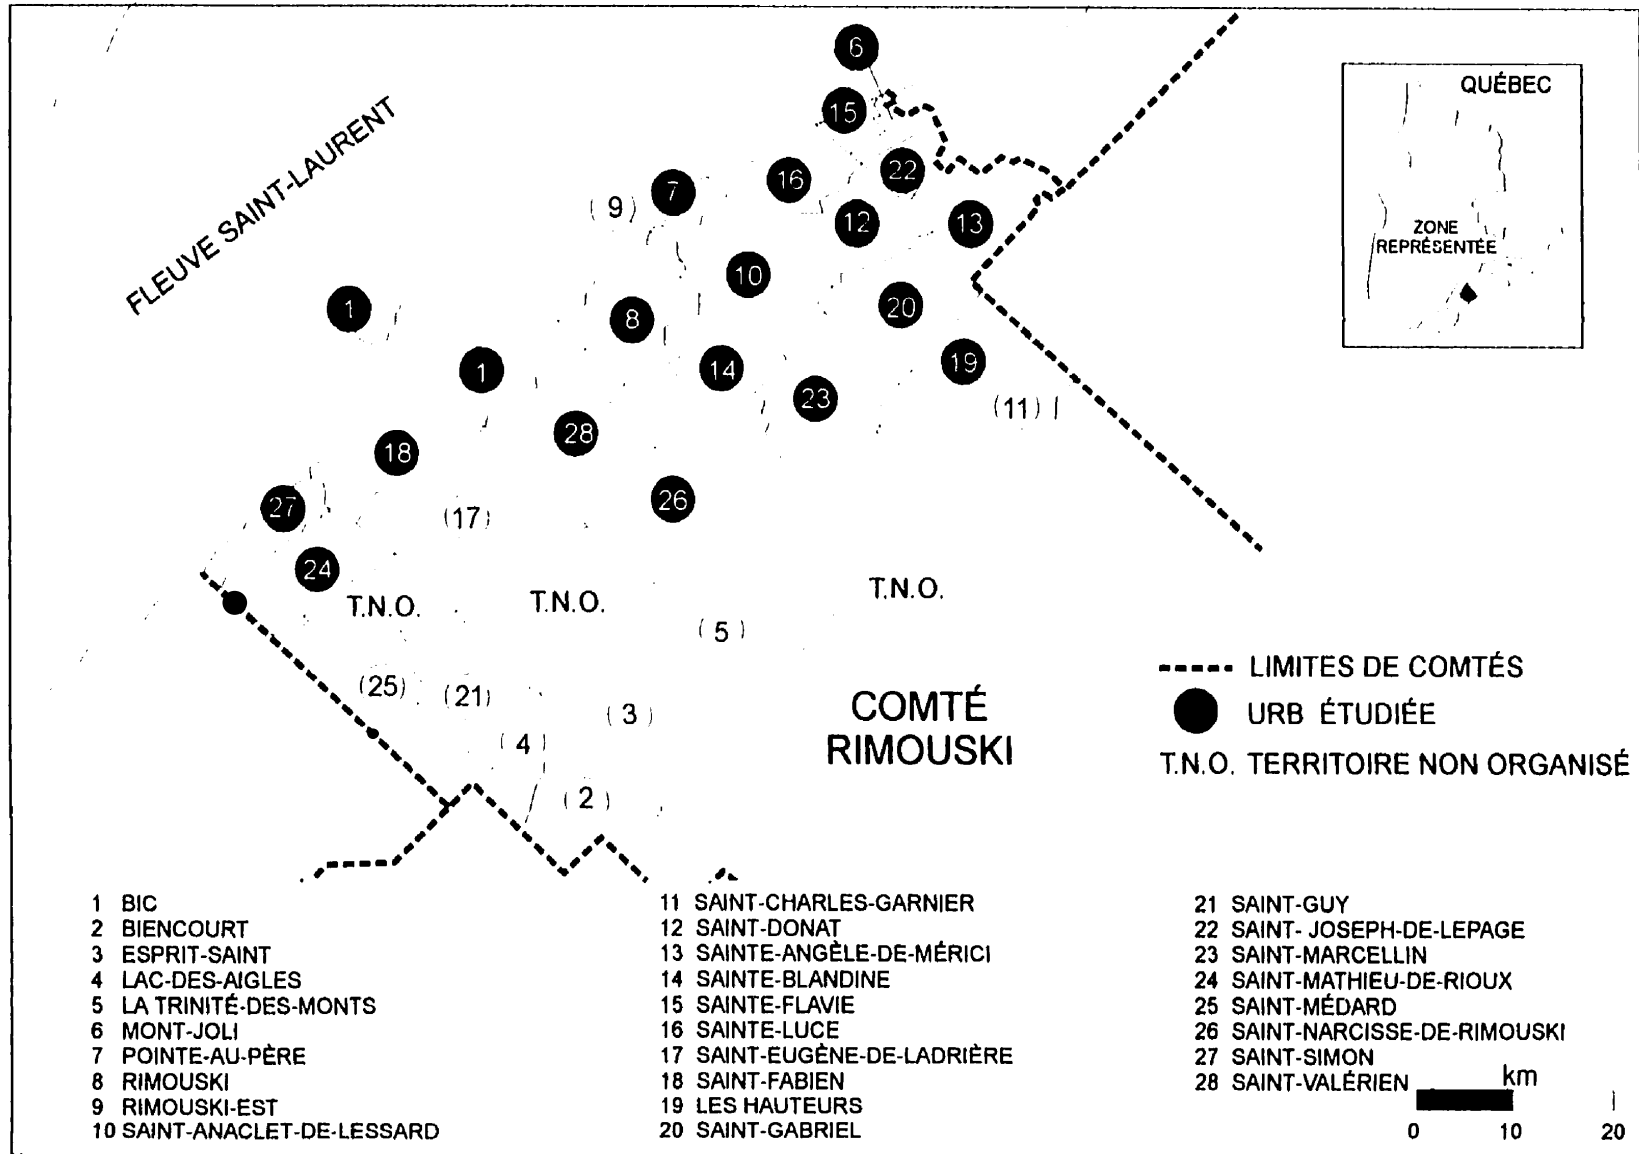 FLEUVE SAINT-LAURENT
QUÉBEC
ZONE
REPRÉSENTÉE
6
15
22
16
7
(9)
12
13
10
20
8
1
1
14
19
23
(11)
28
18
26
27
(17)
24
T.N.O.
T.N.O.
T.N.O.
(5)
(25)
(21)
(3)
(4)
(2)
COMTÉ
RIMOUSKI
LIMITES DE COMTÉS
URB ÉTUDIÉE
T.N.O. TERRITOIRE NON ORGANISÉ
1 BIC
2 BIENCOURT
3 ESPRIT-SAINT
4 LAC-DES-AIGLES
5 LA TRINITÉ-DES-MONTS
6 MONT-JOLI
7 POINTE-AU-PÈRE
8 RIMOUSKI
9 RIMOUSKI-EST
10 SAINT-ANACLET-DE-LESSARD
11 SAINT-CHARLES-GARNIER
12 SAINT-DONAT
13 SAINTE-ANGÈLE-DE-MÉRICI
14 SAINTE-BLANDINE
15 SAINTE-FLAVIE
16 SAINTE-LUCE
17 SAINT-EUGÈNE-DE-LADRIÈRE
18 SAINT-FABIEN
19 LES HAUTEURS
20 SAINT-GABRIEL
21 SAINT-GUY
22 SAINT- JOSEPH-DE-LEPAGE
23 SAINT-MARCELLIN
24 SAINT-MATHIEU-DE-RIOUX
25 SAINT-MÉDARD
26 SAINT-NARCISSE-DE-RIMOUSKI
27 SAINT-SIMON
28 SAINT-VALÉRIEN
km
0 10 20